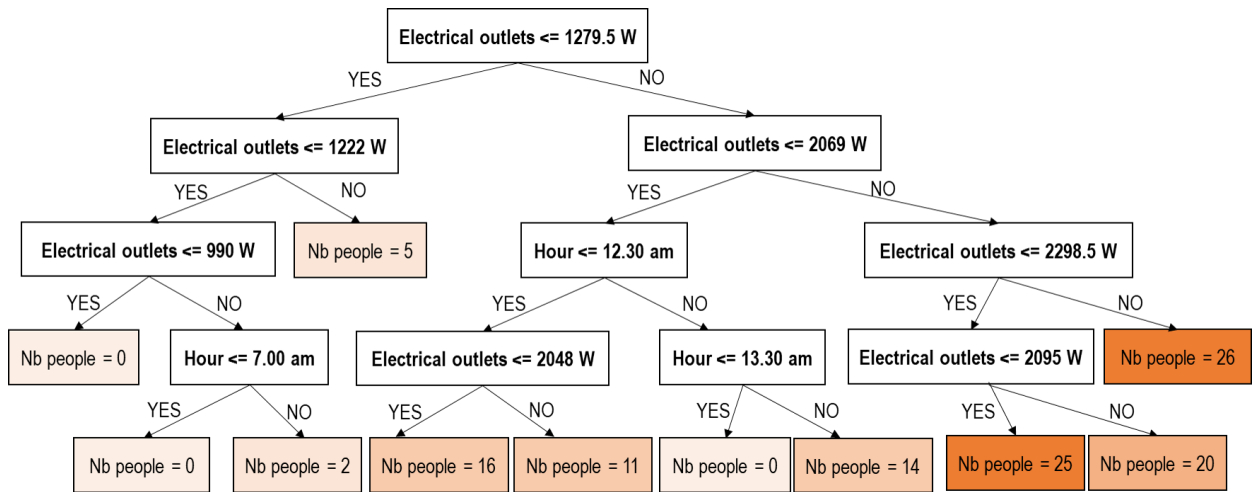 Electrical outlets <= 1279.5 W
YES
NO
Electrical outlets <= 1222 W
Electrical outlets <= 2069 W
YES
NO
YES
NO
Electrical outlets <= 990 W
Nb people = 5
Hour <= 12.30 am
Electrical outlets <= 2298.5 W
YES
NO
YES
NO
YES
NO
Nb people = 0
Hour <= 7.00 am
Electrical outlets <= 2048 W
Hour <= 13.30 am
Electrical outlets <= 2095 W
Nb people = 26
YES
NO
YES
NO
YES
NO
YES
NO
Nb people = 0
Nb people = 2
Nb people = 16
Nb people = 11
Nb people = 0
Nb people = 14
Nb people = 25
Nb people = 20